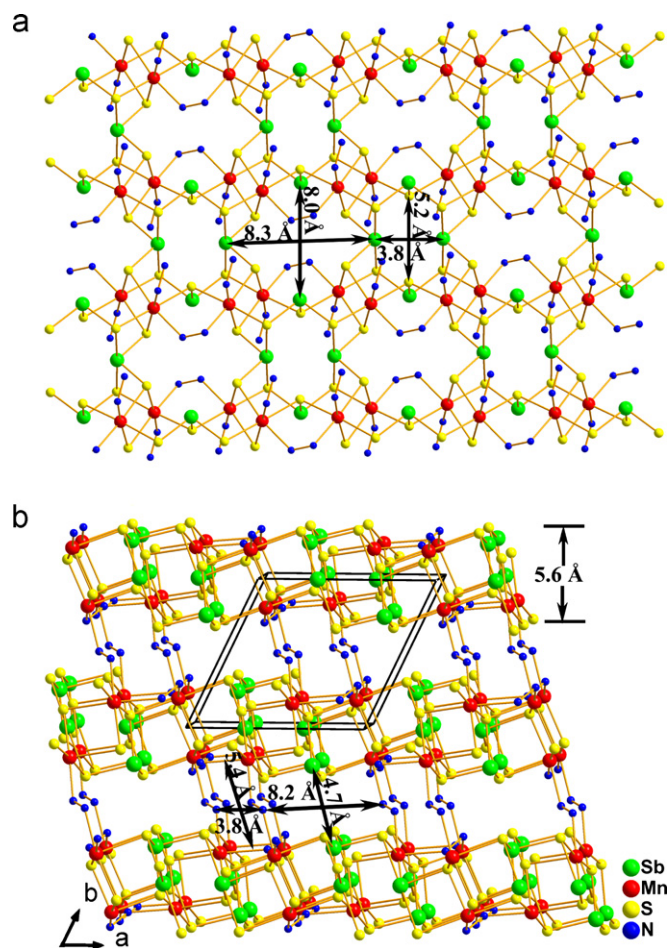 a
8.0 Å
5.2 Å
8.3 Å
3.8 Å
b
5.6 Å
5.4 Å
8.2 Å
4.7 Å
3.8 Å
Sb
Mn
S
N
b
a